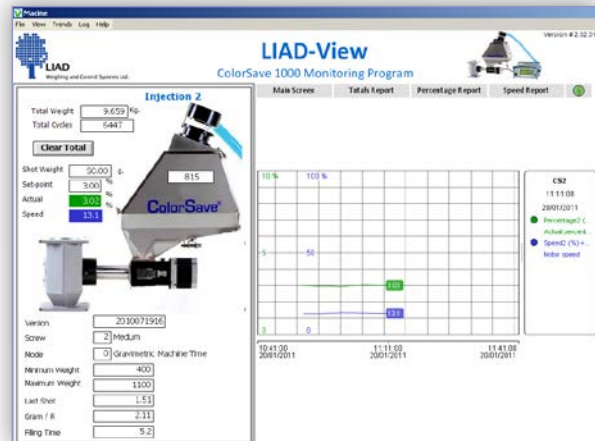 Macine
File View Trends Log Help
LIAD
Weighing and Control Systems Ltd.
LIAD-View
ColorSave 1000 Monitoring Program
Version # 2.02.01
Main Screen Totals Report Percentage Report Speed Report
Injection 2
Total Weight 9.659 Kg.
Total Cycles 6447
Clear Total
Shot Weight 50.00 g.
Set-point 3.00 %
Actual 3.02 %
Speed 13.1 %
815
ColorSave®
Version 2010071916
Screw 2 Medium
Mode 0 Gravimetric Machine Time
Minimum Weight 400
Maximum Weight 1100
Last Shot 1.51
Gram / R 2.11
Filling Time 5.2
10 % 100 %
5 50
13.1
0 0
10:41:00 11:11:00 11:41:08
20/01/2011 20/01/2011 20/01/2011
CS2
11:11:08
20/01/2011
Percentage2 (...
Actual percent...
Speed2 (%) =...
Motor speed